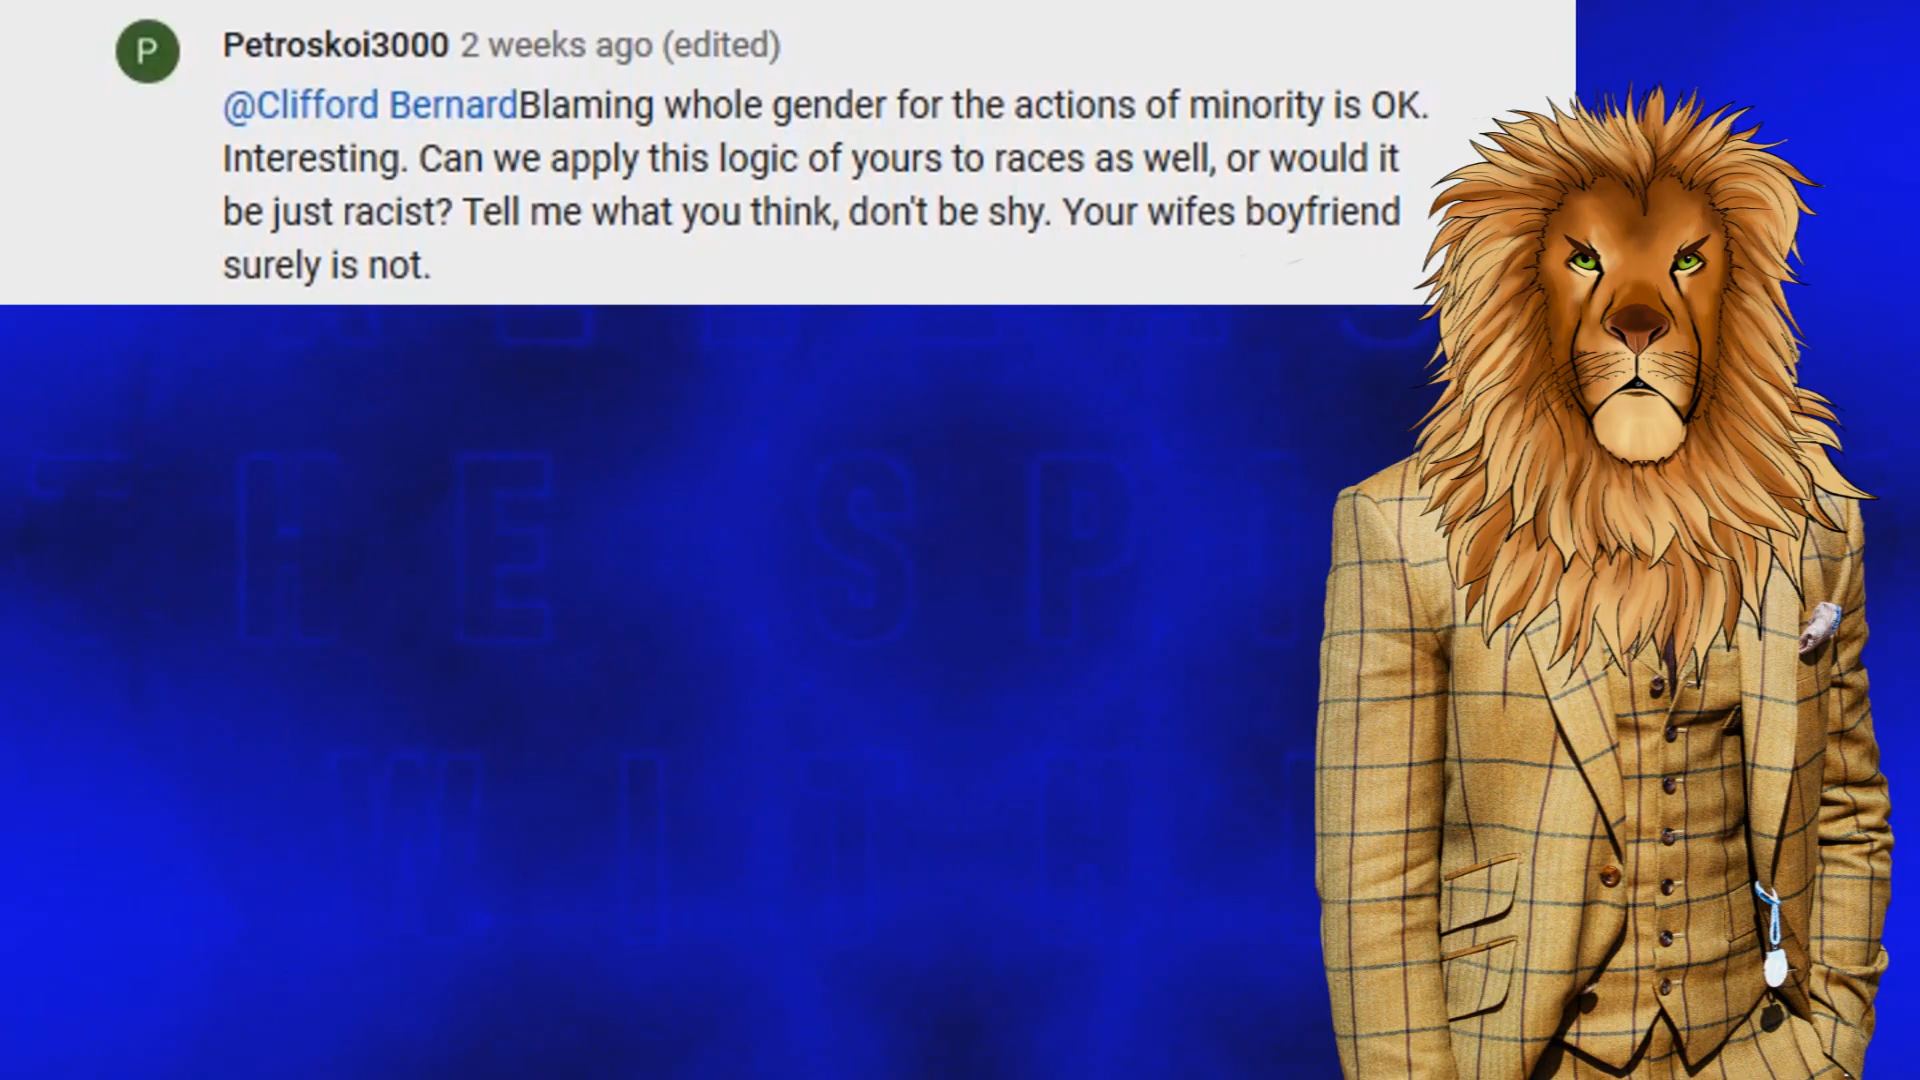 P
Petroskoi3000 2 weeks ago (edited)
@Clifford BernardBlaming whole gender for the actions of minority is OK.
Interesting. Can we apply this logic of yours to races as well, or would it
be just racist? Tell me what you think, don't be shy. Your wifes boyfriend
surely is not.
THE SP